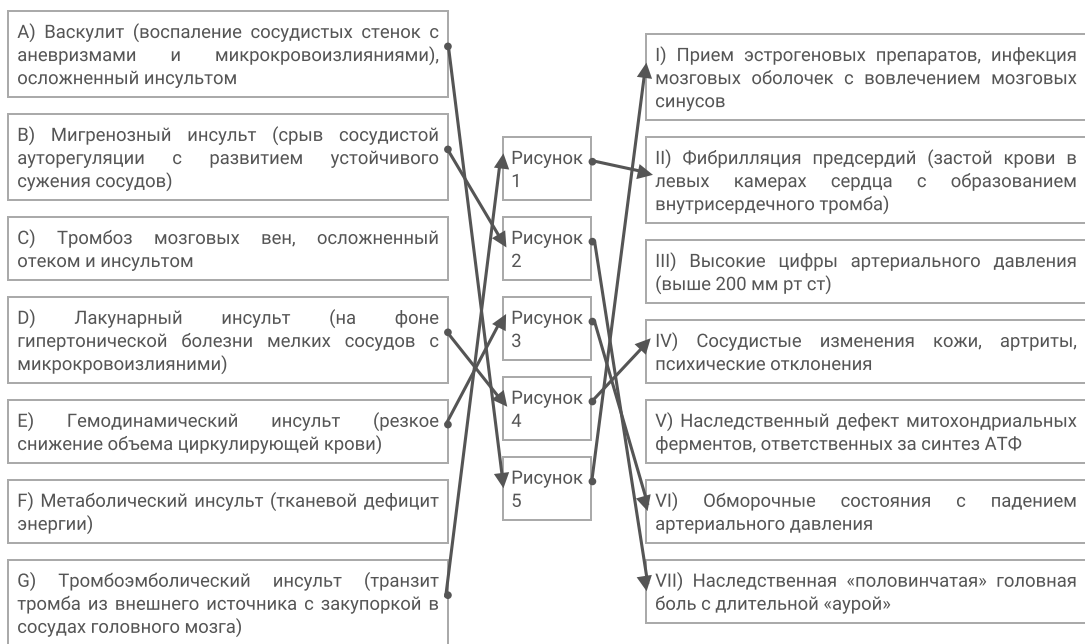 A) Васкулит (воспаление сосудистых стенок с
аневризмами и микрокровоизлияниями),
осложненный инсультом
B) Мигренозный инсульт (срыв сосудистой
ауторегуляции с развитием устойчивого
сужения сосудов)
C) Тромбоз мозговых вен, осложненный
отеком и инсультом
D) Лакунарный инсульт (на фоне
гипертонической болезни мелких сосудов с
микрокровоизлияними)
E) Гемодинамический инсульт (резкое
снижение объема циркулирующей крови)
F) Метаболический инсульт (тканевой дефицит
энергии)
G) Тромбоэмболический инсульт (транзит
тромба из внешнего источника с закупоркой в
сосудах головного мозга)
Рисунок
1
Рисунок
2
Рисунок
3
Рисунок
4
Рисунок
5
I) Прием эстрогеновых препаратов, инфекция
мозговых оболочек с вовлечением мозговых
синусов
II) Фибрилляция предсердий (застой крови в
левых камерах сердца с образованием
внутрисердечного тромба)
III) Высокие цифры артериального давления
(выше 200 мм рт ст)
IV) Сосудистые изменения кожи, артриты,
психические отклонения
V) Наследственный дефект митохондриальных
ферментов, ответственных за синтез АТФ
VI) Обморочные состояния с падением
артериального давления
VII) Наследственная «половинчатая» головная
боль с длительной «аурой»